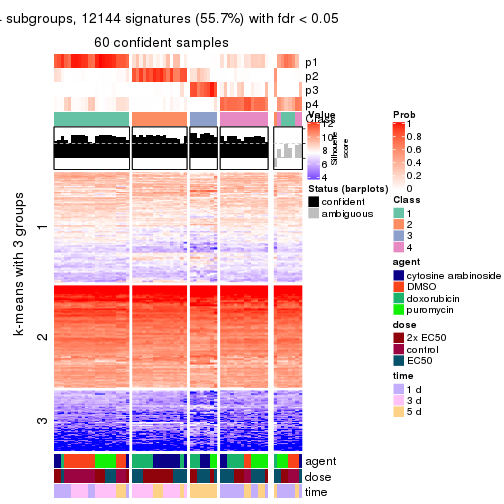 subgroups, 12144 signatures (55.7%) with fdr < 0.05
60 confident samples
p1
p2
p3
p4
Class
Silhouette
score
k-means with 3 groups
1
2
3
agent
dose
time
Value
12
10
8
6
4
Status (barplots)
confident
ambiguous
Prob
1
0.8
0.6
0.4
0.2
0
Class
1
2
3
4
agent
cytosine arabinoside
DMSO
doxorubicin
puromycin
dose
2x EC50
control
EC50
time
1 d
3 d
5 d